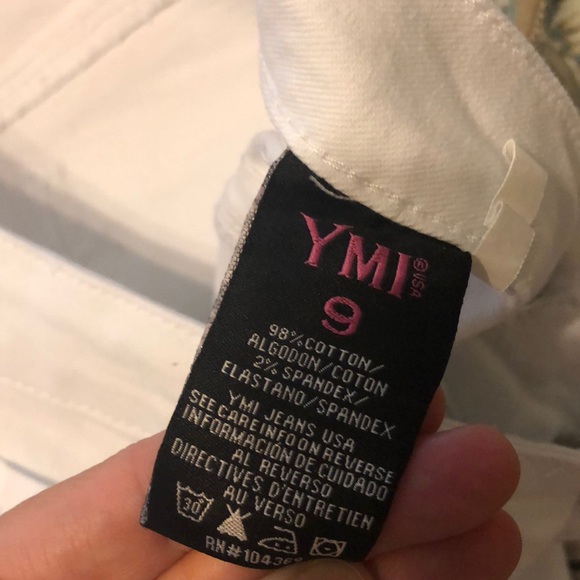 YMI ® USA
9
98% COTTON/
ALGODON/COTON
2% SPANDEX/
ELASTANO/SPANDEX
YMI JEANS USA
SEE CARE INFO ON REVERSE
INFORMACIÓN DE CUIDADO
AL REVERSO
DIRECTIVES D'ENTRETIEN
AU VERSO
30°